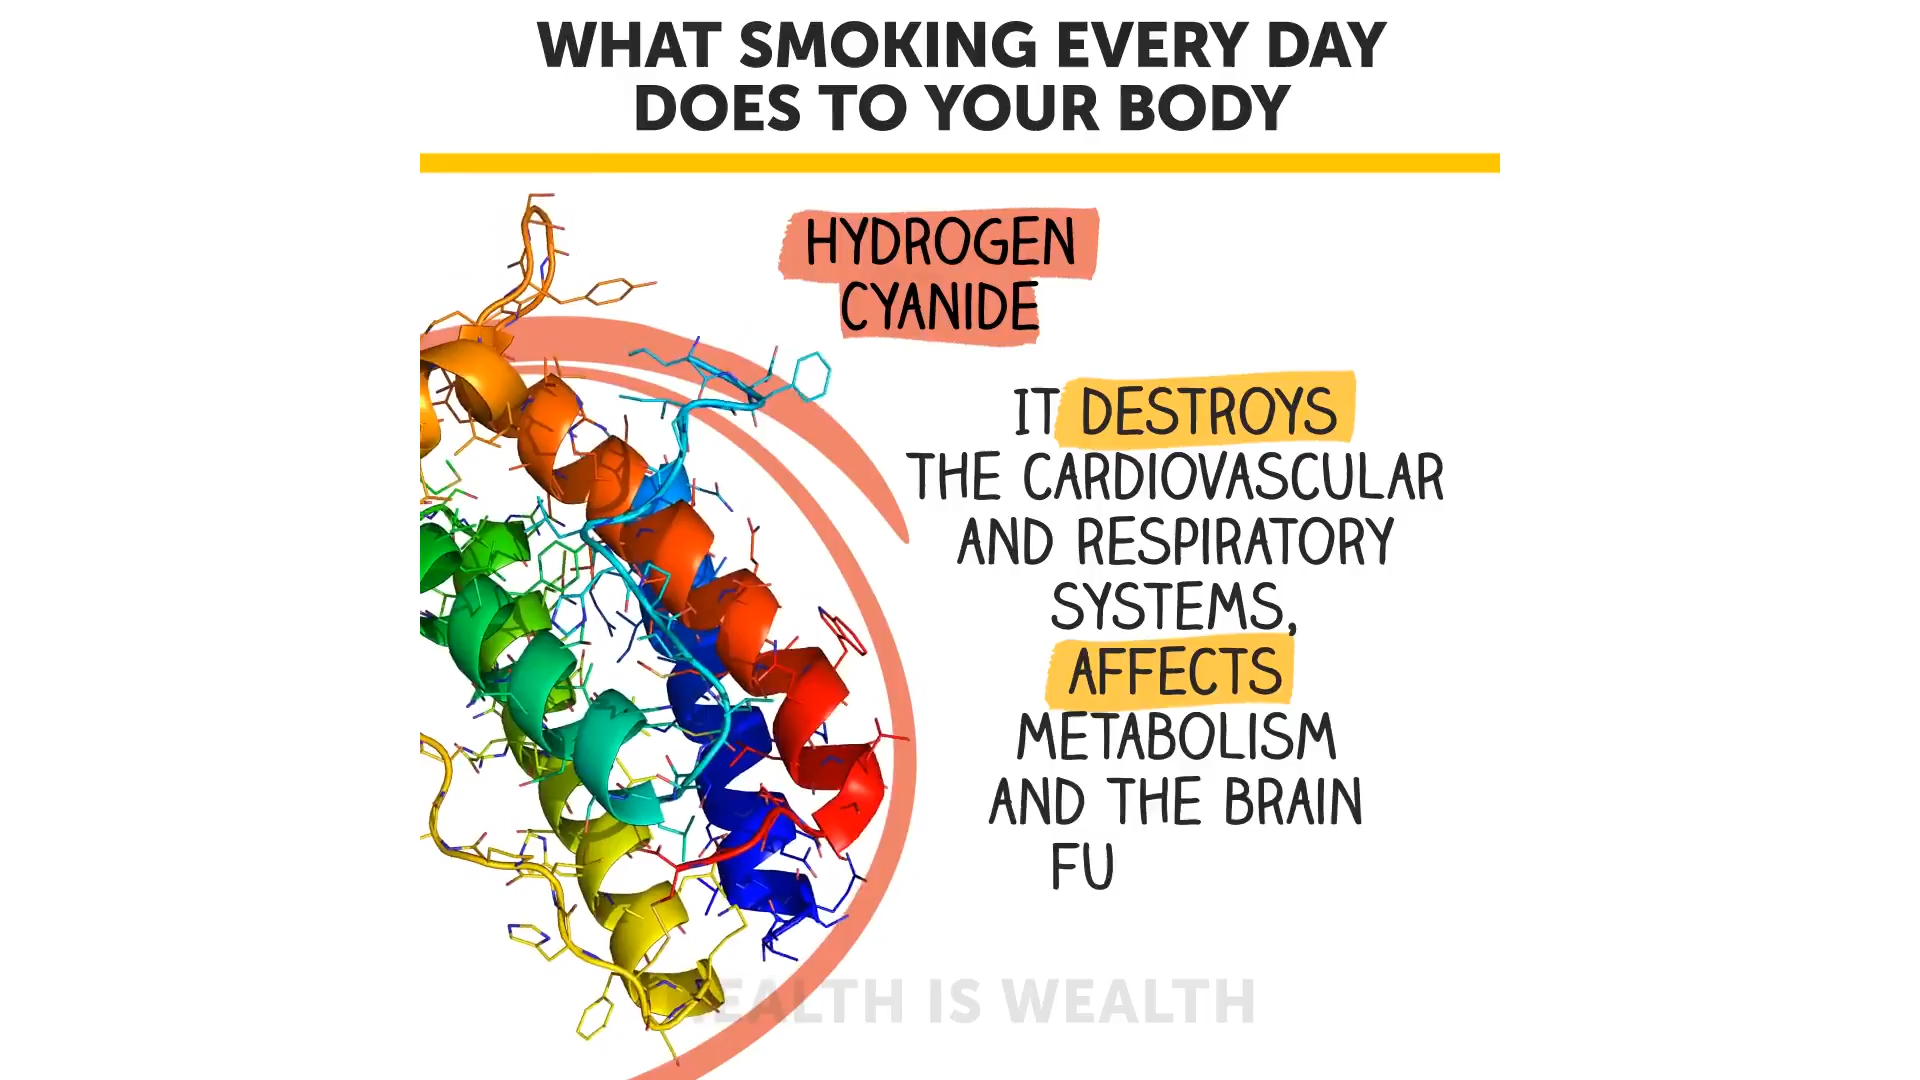 WHAT SMOKING EVERY DAY
DOES TO YOUR BODY
HYDROGEN
CYANIDE
IT DESTROYS
THE CARDIOVASCULAR
AND RESPIRATORY
SYSTEMS,
AFFECTS
METABOLISM
AND THE BRAIN
FU
HEALTH IS WEALTH